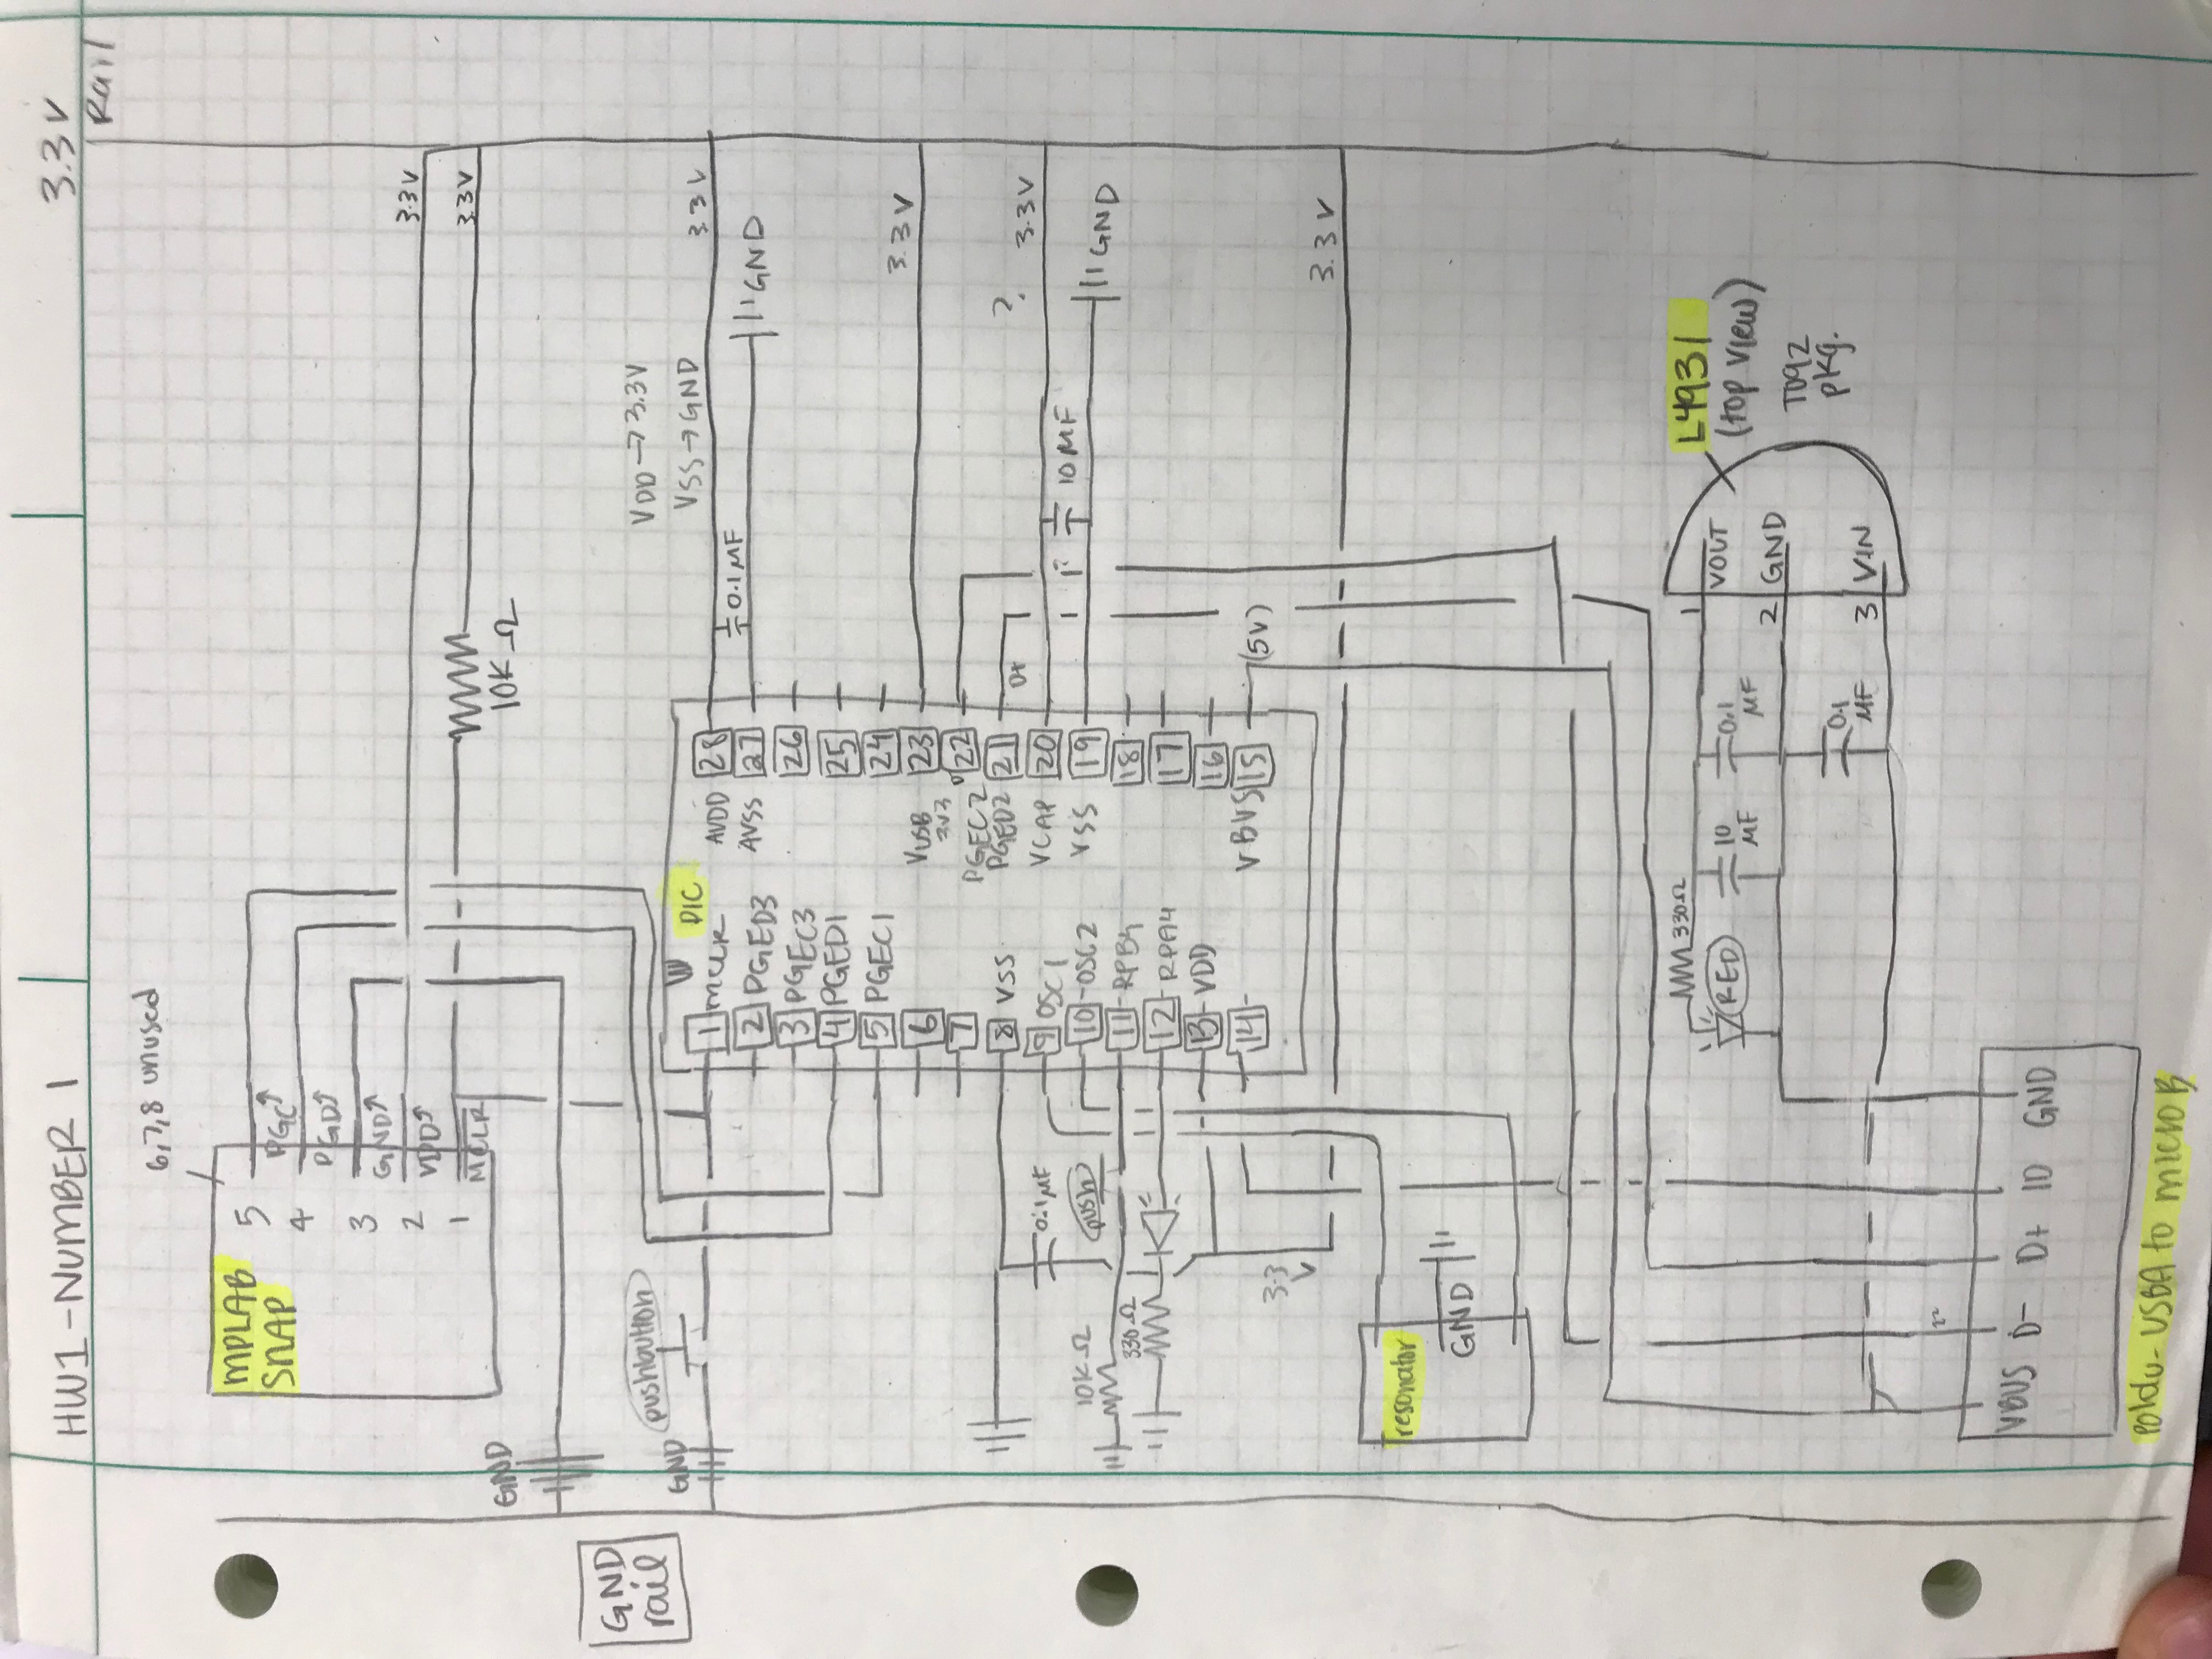 HW1-NUMBER 1
3.3V
Rail
6,7,8 unused
MPLAB
SNAP
5
PGC↑
4
PGD↑
3
GND↑
2
VDD↑
3.3V
1
MCLR
3.3V
10KΩ
GND
GND
rail
pushbutton
GND
VDD→3.3V
VSS→GND
PIC
1 MCLR
AVDD 28
3.3V
0.1MF
2 PGED3
AVSS 27
GND
3 PGEC3
26
4 PGED1
25
5 PGEC1
24
6
VUSB 23
3V3
3.3V
7
PGEC2 22
8 VSS
PGED2 21
D+
?
3.3V
0.1MF
9 OSC1
VCAP 20
10MF
10KΩ
push
10 OSC2
VSS 19
GND
11 RPB4
18
330Ω
12 RPA4
17
13 VDD
16
14
VBUS 15
(5V)
3.3
V
3.3V
resonator
GND
330Ω
RED
10
MF
0.1
MF
1
VOUT
L4931
(top view)
2 GND
TO92
pkg.
0.1
MF
3 VIN
VBUS D- D+ ID GND
Polou- USBA to microB